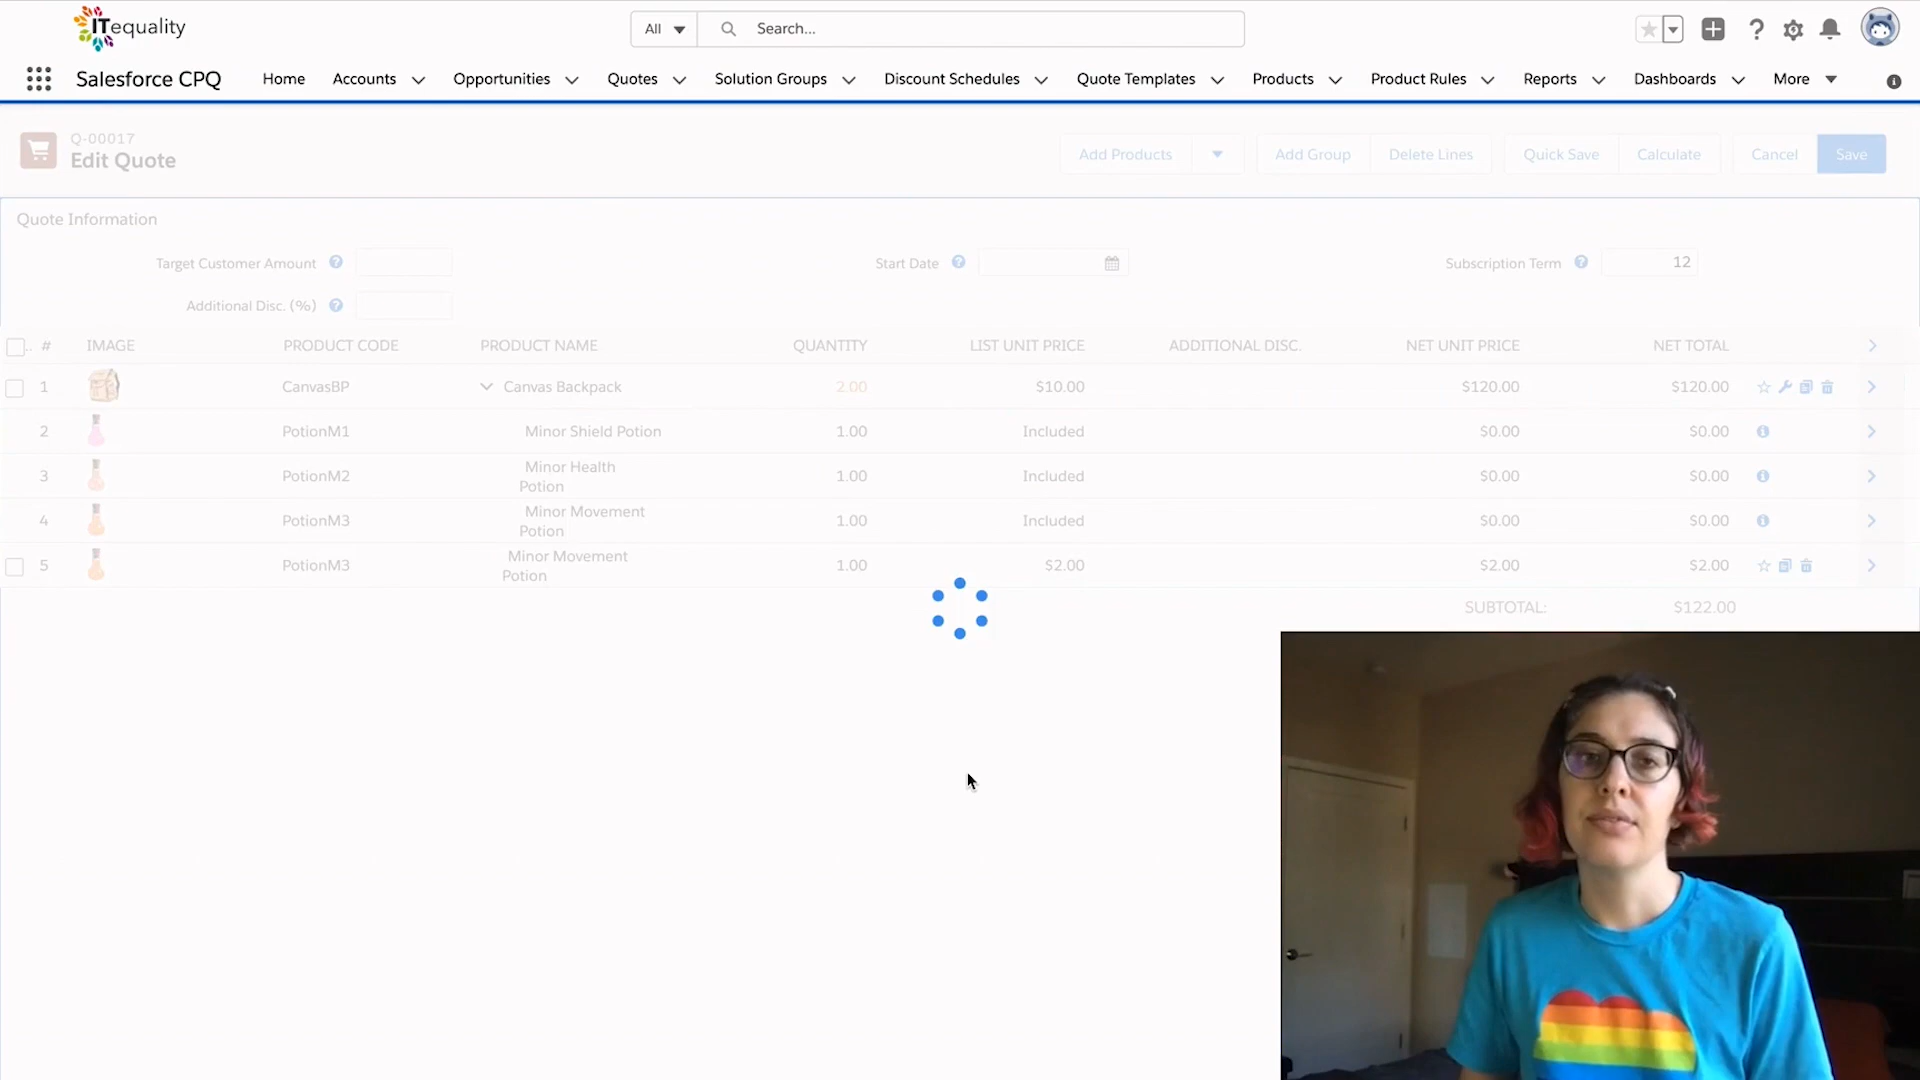 ITequality
All
Search...
Salesforce CPQ
Home
Accounts
Opportunities
Quotes
Solution Groups
Discount Schedules
Quote Templates
Products
Product Rules
Reports
Dashboards
More
Q-00017
Edit Quote
Add Products
Add Group
Delete Lines
Quick Save
Calculate
Cancel
Save
Quote Information
Target Customer Amount
Start Date
Subscription Term
12
Additional Disc. (%)
# IMAGE PRODUCT CODE PRODUCT NAME QUANTITY LIST UNIT PRICE ADDITIONAL DISC. NET UNIT PRICE NET TOTAL
1 CanvasBP Canvas Backpack 2.00 $10.00 $120.00 $120.00
2 PotionM1 Minor Shield Potion 1.00 Included $0.00 $0.00
3 PotionM2 Minor Health
Potion 1.00 Included $0.00 $0.00
4 PotionM3 Minor Movement
Potion 1.00 Included $0.00 $0.00
5 PotionM3 Minor Movement
Potion 1.00 $2.00 $2.00 $2.00
SUBTOTAL: $122.00